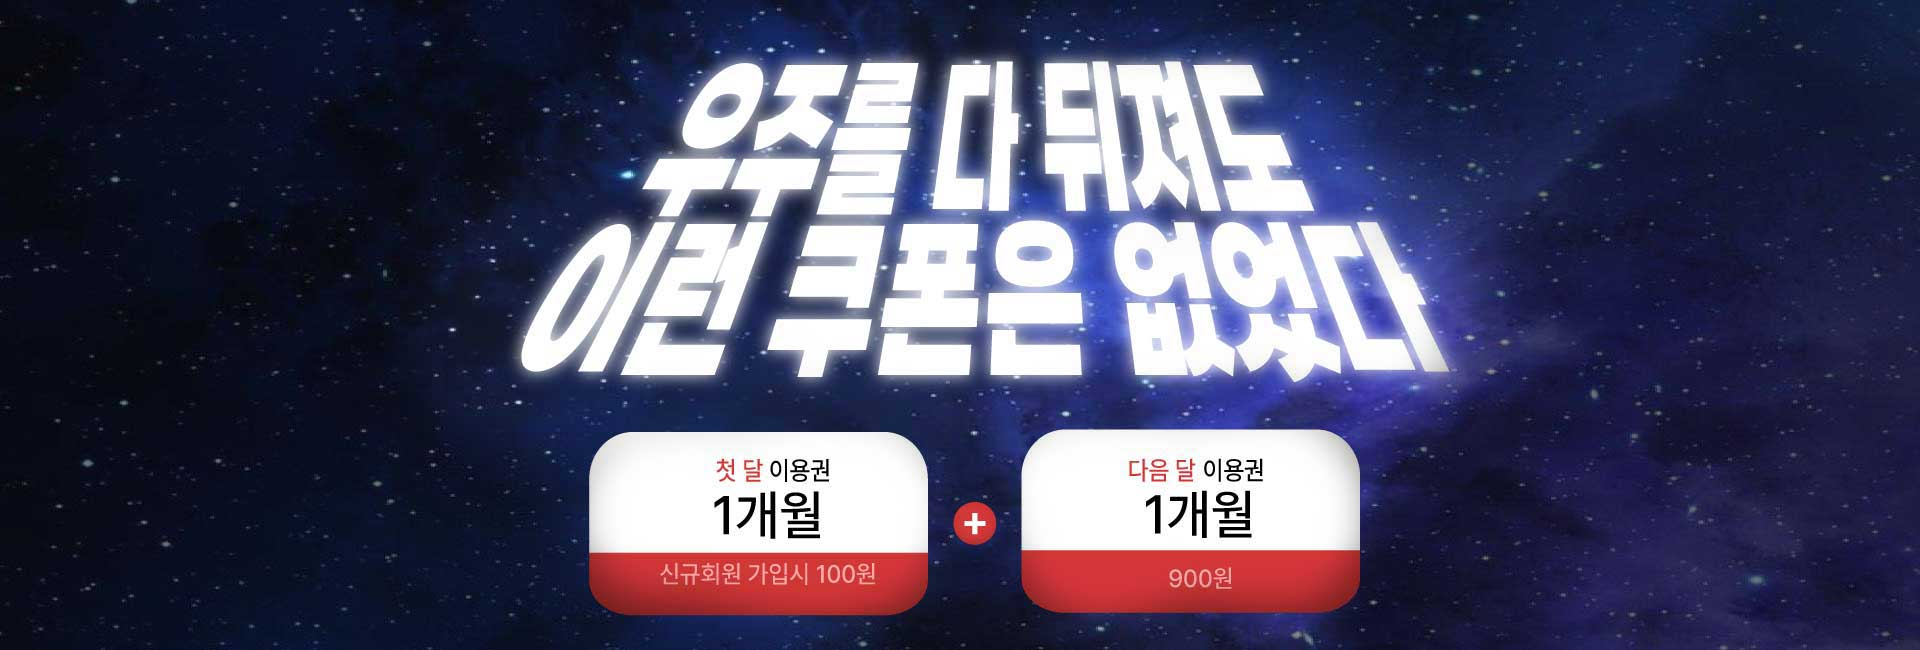 우주를 다 뒤져도
이런 쿠폰은 없었다
첫 달 이용권
1개월
신규회원 가입시 100원
+
다음 달 이용권
1개월
900원